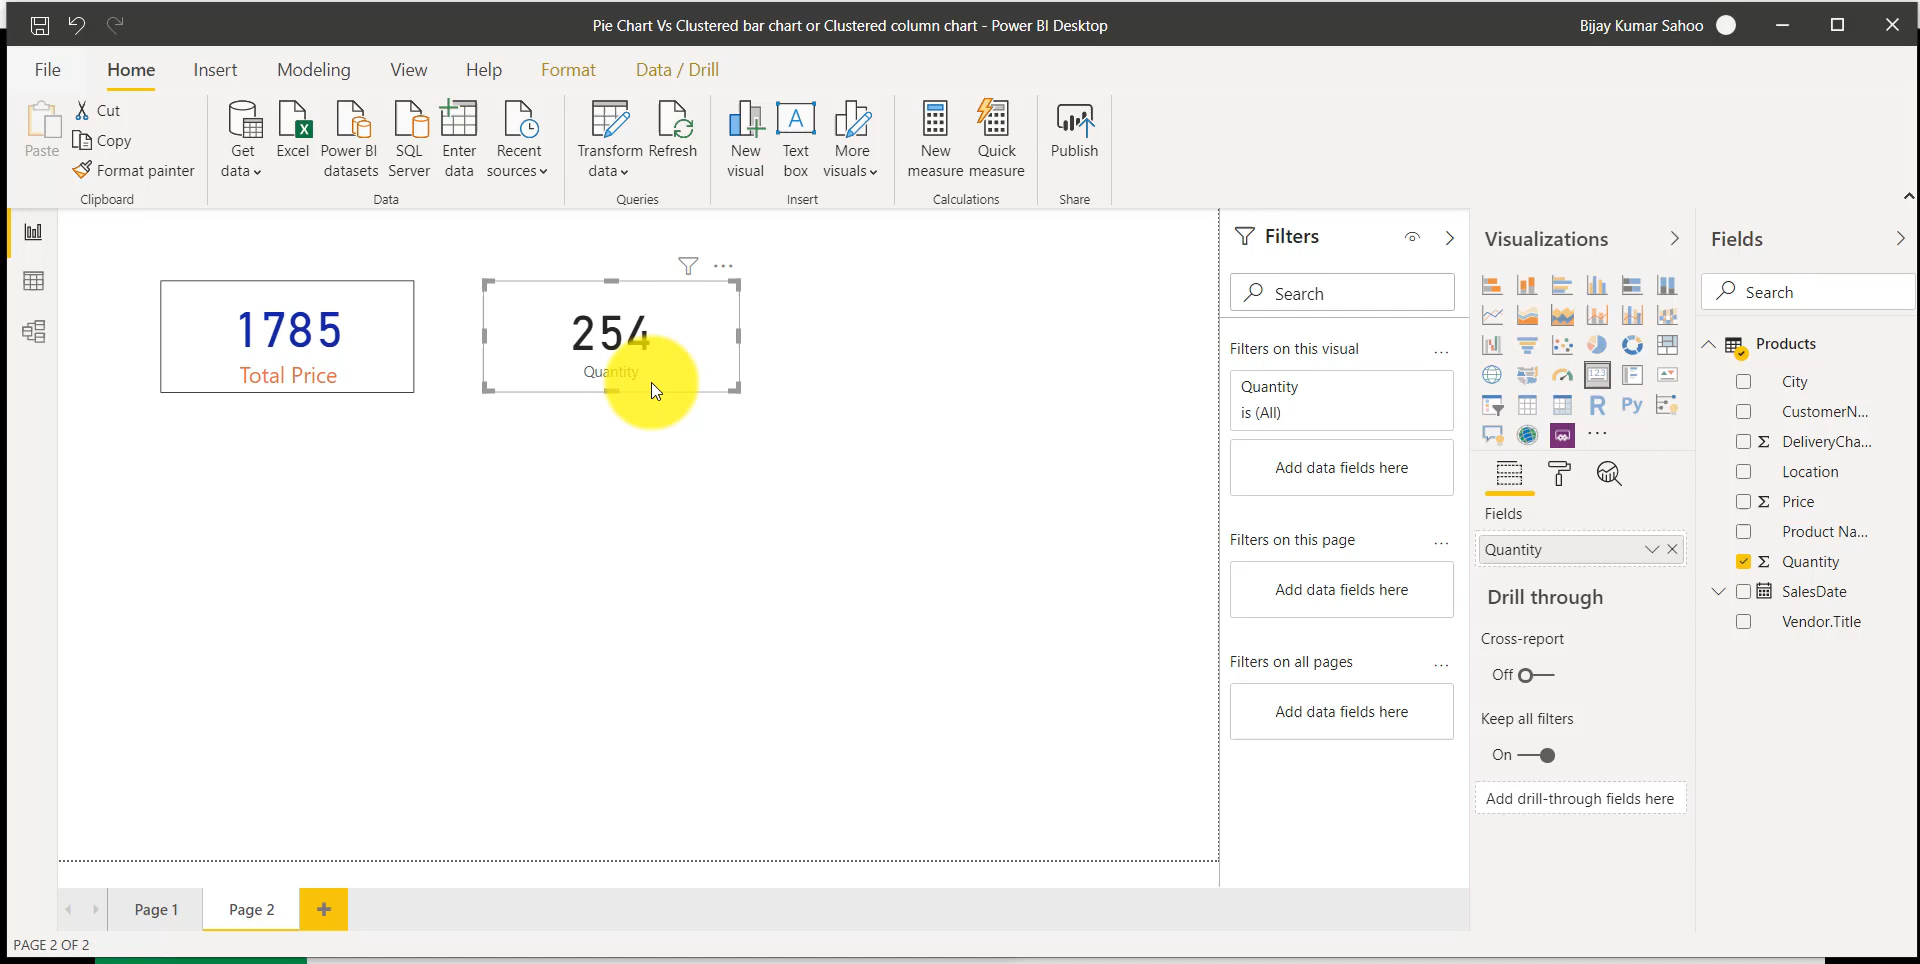 Pie Chart Vs Clustered bar chart or Clustered column chart - Power BI Desktop
Bijay Kumar Sahoo
File Home Insert Modeling View Help Format Data / Drill
Paste
Cut
Copy
Format painter
Clipboard
Get data
Excel
Power BI datasets
SQL Server
Enter data
Recent sources
Data
Transform data
Refresh
Queries
New visual
Text box
More visuals
Insert
New measure
Quick measure
Calculations
Publish
Share
1785
Total Price
254
Quantity
Filters
Search
Filters on this visual
...
Quantity
is (All)
Add data fields here
Filters on this page
...
Add data fields here
Filters on all pages
...
Add data fields here
Visualizations
123
R
Py
...
Fields
Quantity
Drill through
Cross-report
Off
Keep all filters
On
Add drill-through fields here
Fields
Search
Products
City
CustomerN...
Σ DeliveryCha...
Location
Σ Price
Product Na...
Σ Quantity
SalesDate
Vendor.Title
Page 1
Page 2
+
PAGE 2 OF 2